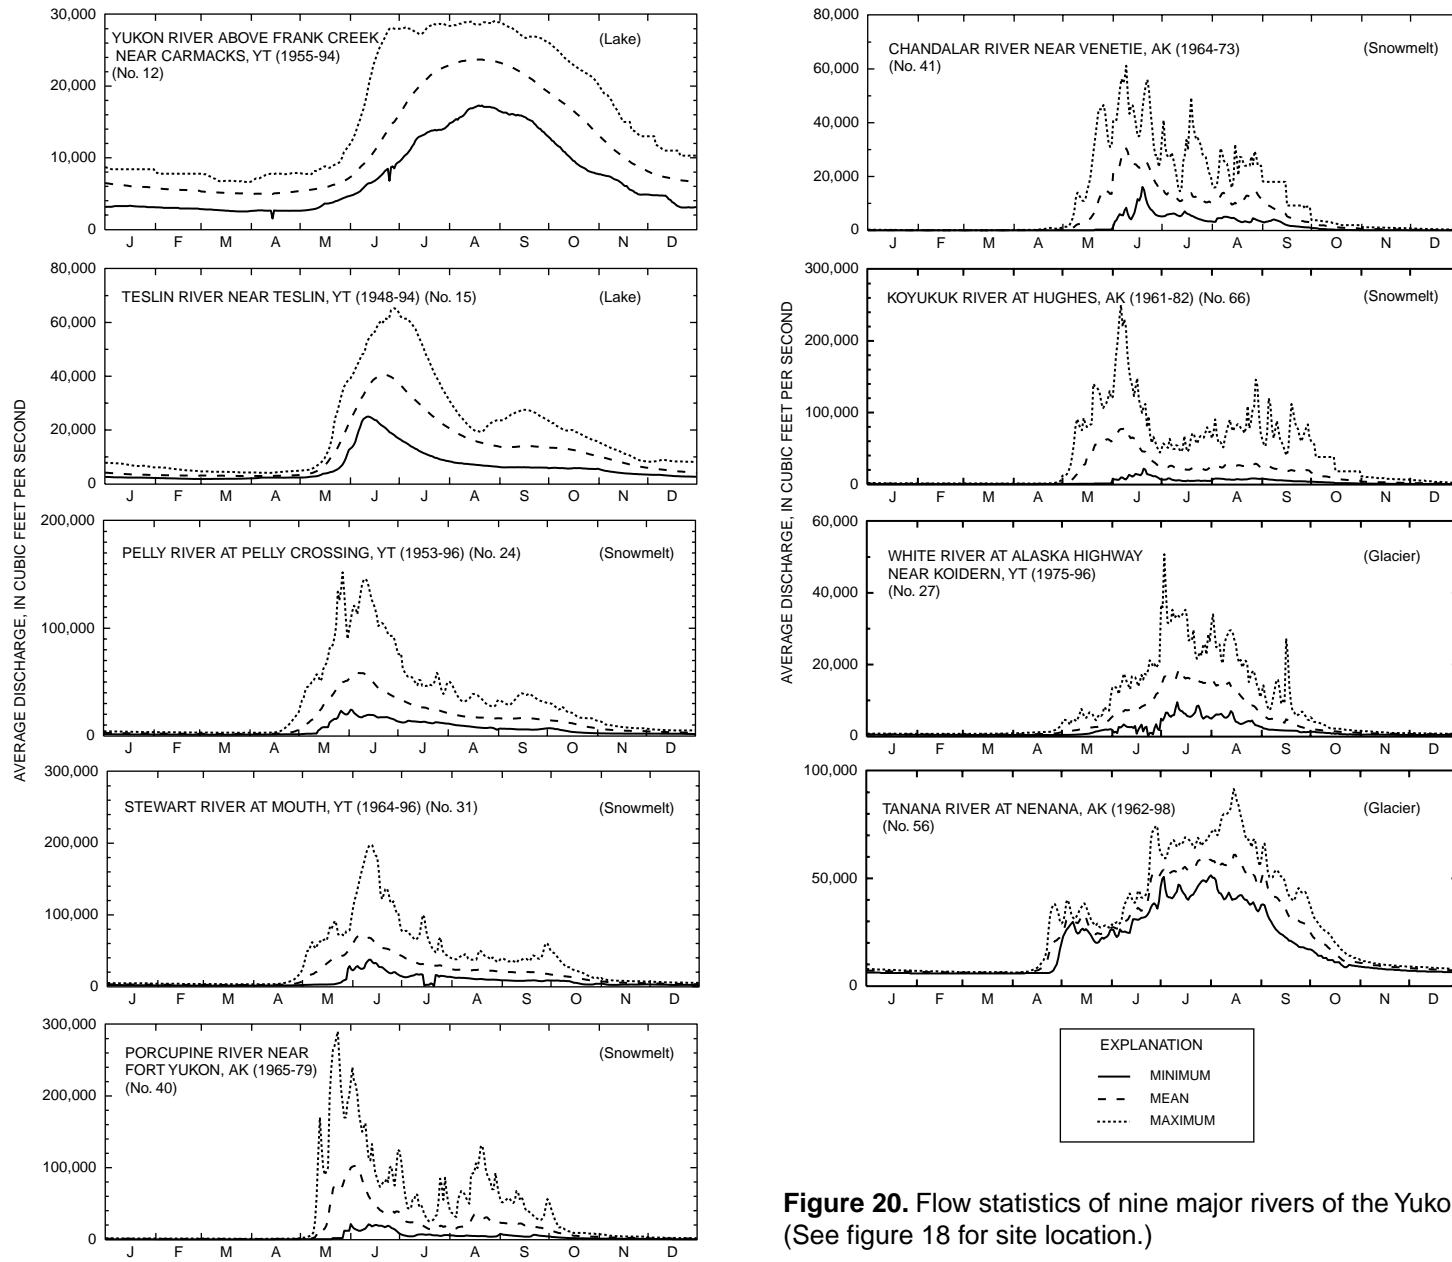 AVERAGE DISCHARGE, IN CUBIC FEET PER SECOND
30,000
20,000
10,000
0
YUKON RIVER ABOVE FRANK CREEK
NEAR CARMACKS, YT (1955-94)
(No. 12)
(Lake)
J F M A M J J A S O N D
80,000
60,000
40,000
20,000
0
TESLIN RIVER NEAR TESLIN, YT (1948-94) (No. 15)
(Lake)
J F M A M J J A S O N D
200,000
100,000
0
PELLY RIVER AT PELLY CROSSING, YT (1953-96) (No. 24)
(Snowmelt)
J F M A M J J A S O N D
300,000
200,000
100,000
0
STEWART RIVER AT MOUTH, YT (1964-96) (No. 31)
(Snowmelt)
J F M A M J J A S O N D
300,000
200,000
100,000
0
PORCUPINE RIVER NEAR
FORT YUKON, AK (1965-79)
(No. 40)
(Snowmelt)
J F M A M J J A S O N D
AVERAGE DISCHARGE, IN CUBIC FEET PER SECOND
80,000
60,000
40,000
20,000
0
CHANDALAR RIVER NEAR VENETIE, AK (1964-73)
(No. 41)
(Snowmelt)
J F M A M J J A S O N D
300,000
200,000
100,000
0
KOYUKUK RIVER AT HUGHES, AK (1961-82) (No. 66)
(Snowmelt)
J F M A M J J A S O N D
60,000
40,000
20,000
0
WHITE RIVER AT ALASKA HIGHWAY
NEAR KOIDERN, YT (1975-96)
(No. 27)
(Glacier)
J F M A M J J A S O N D
100,000
50,000
0
TANANA RIVER AT NENANA, AK (1962-98)
(No. 56)
(Glacier)
J F M A M J J A S O N D
EXPLANATION
MINIMUM
MEAN
MAXIMUM
Figure 20. Flow statistics of nine major rivers of the Yuko
(See figure 18 for site location.)